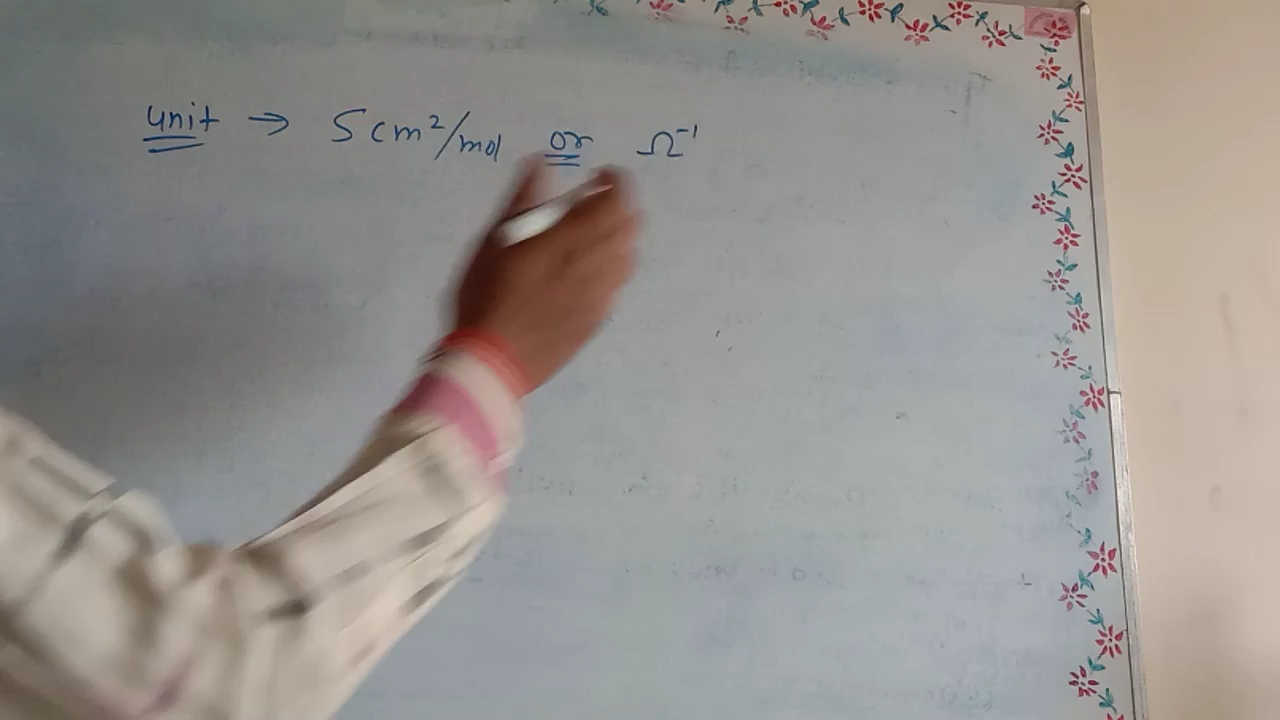 unit → S cm²/mol or Ω⁻¹